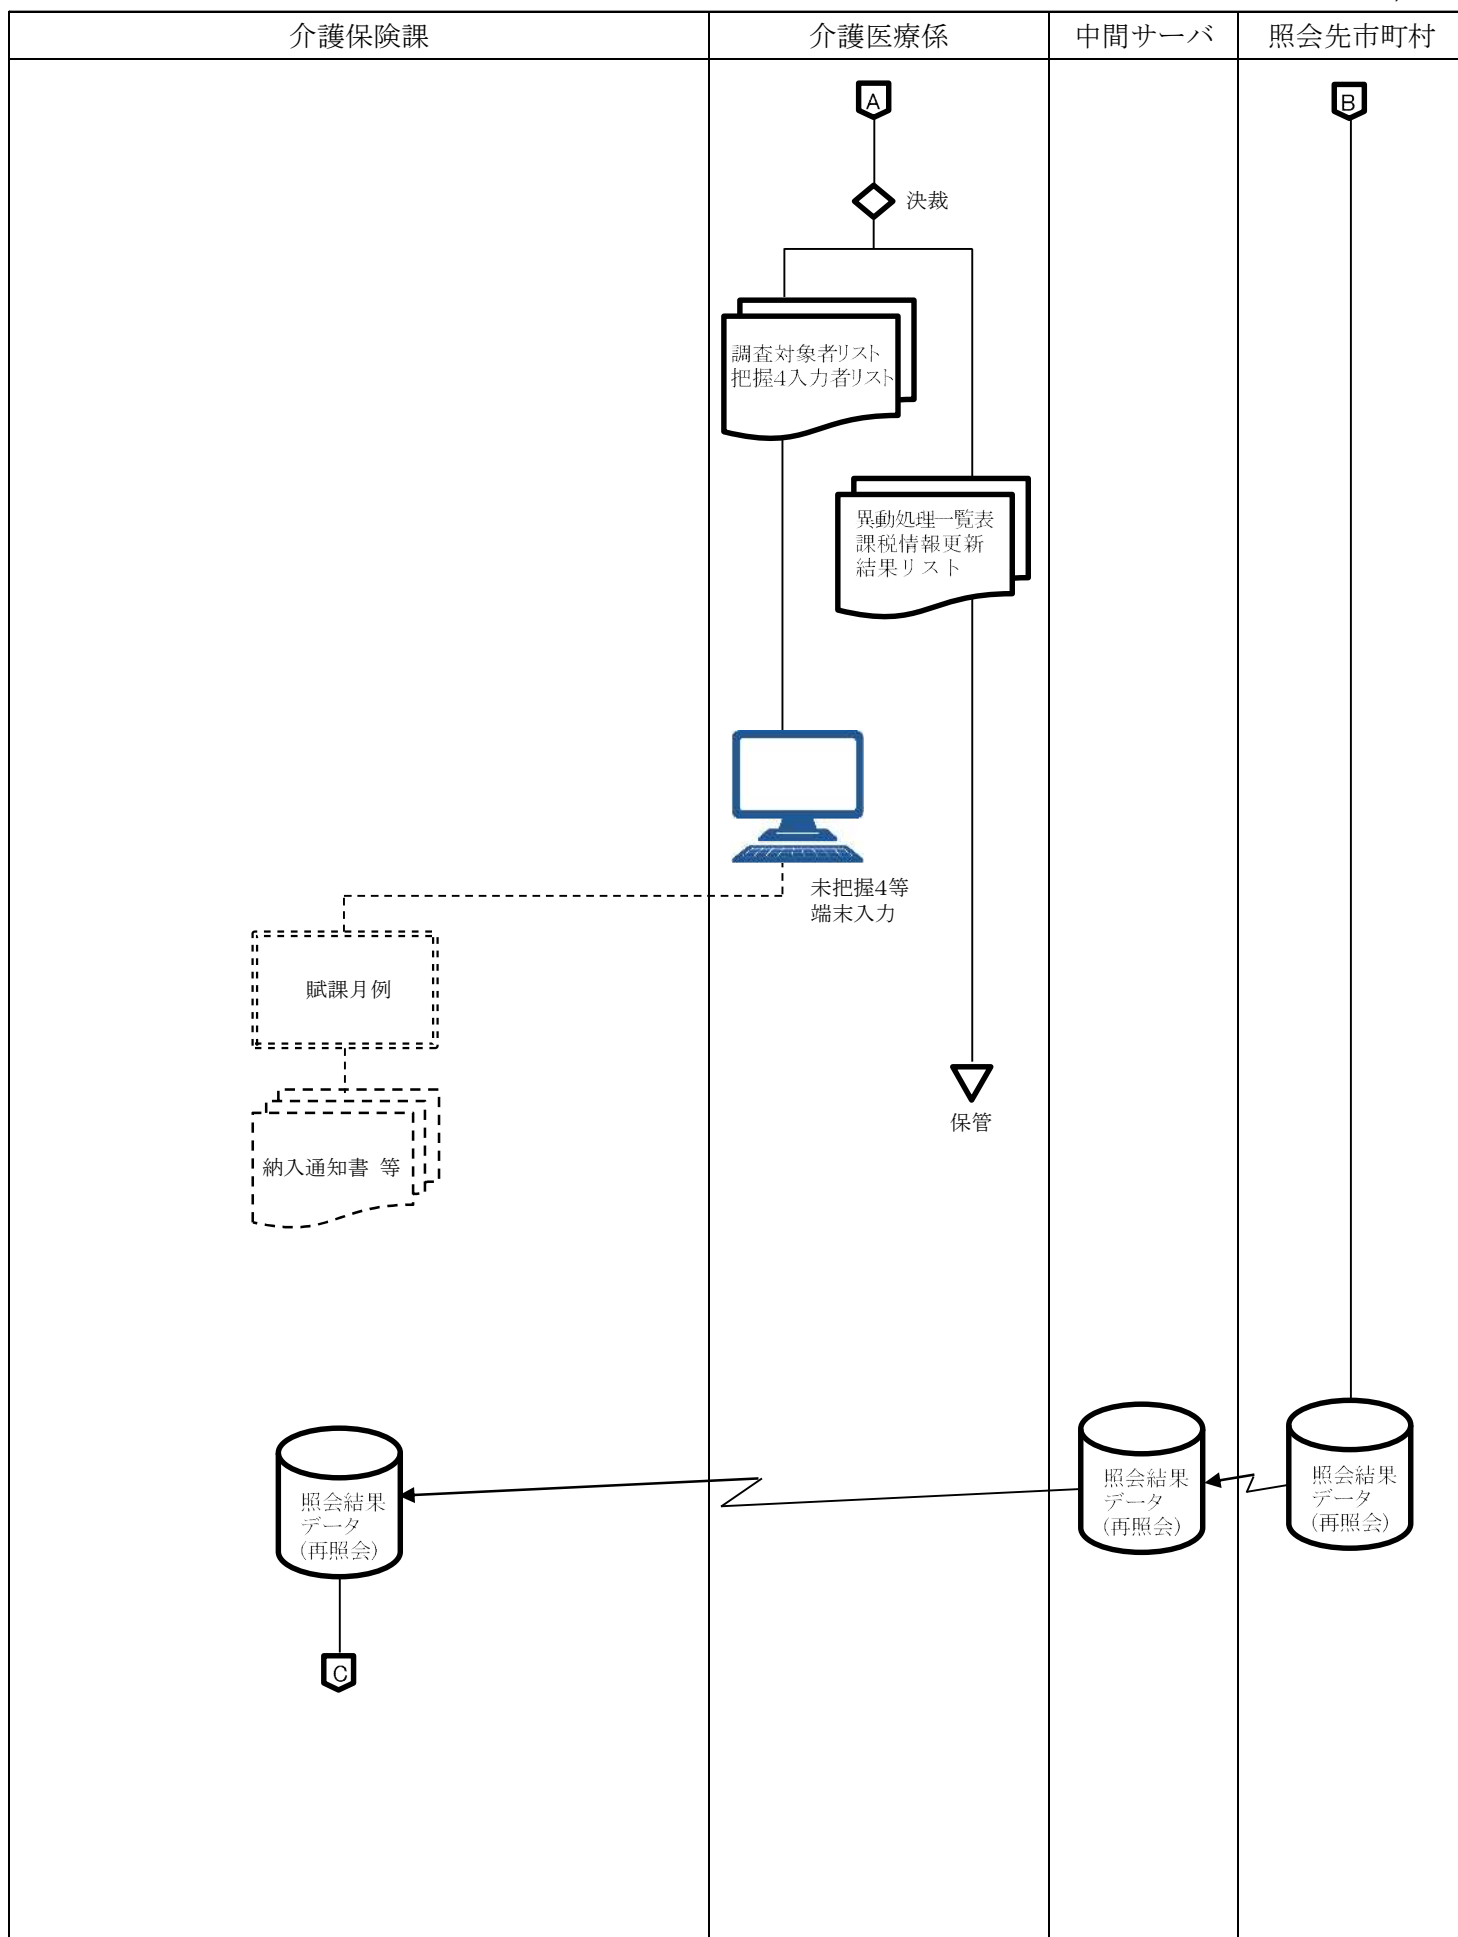 介護保険課
介護医療係
中間サーバ
照会先市町村
A
B
決裁
調査対象者リスト
把握4入力者リスト
異動処理一覧表
課税情報更新
結果リスト
未把握4等
端末入力
賦課月例
保管
納入通知書 等
照会結果
データ
(再照会)
照会結果
データ
(再照会)
照会結果
データ
(再照会)
C